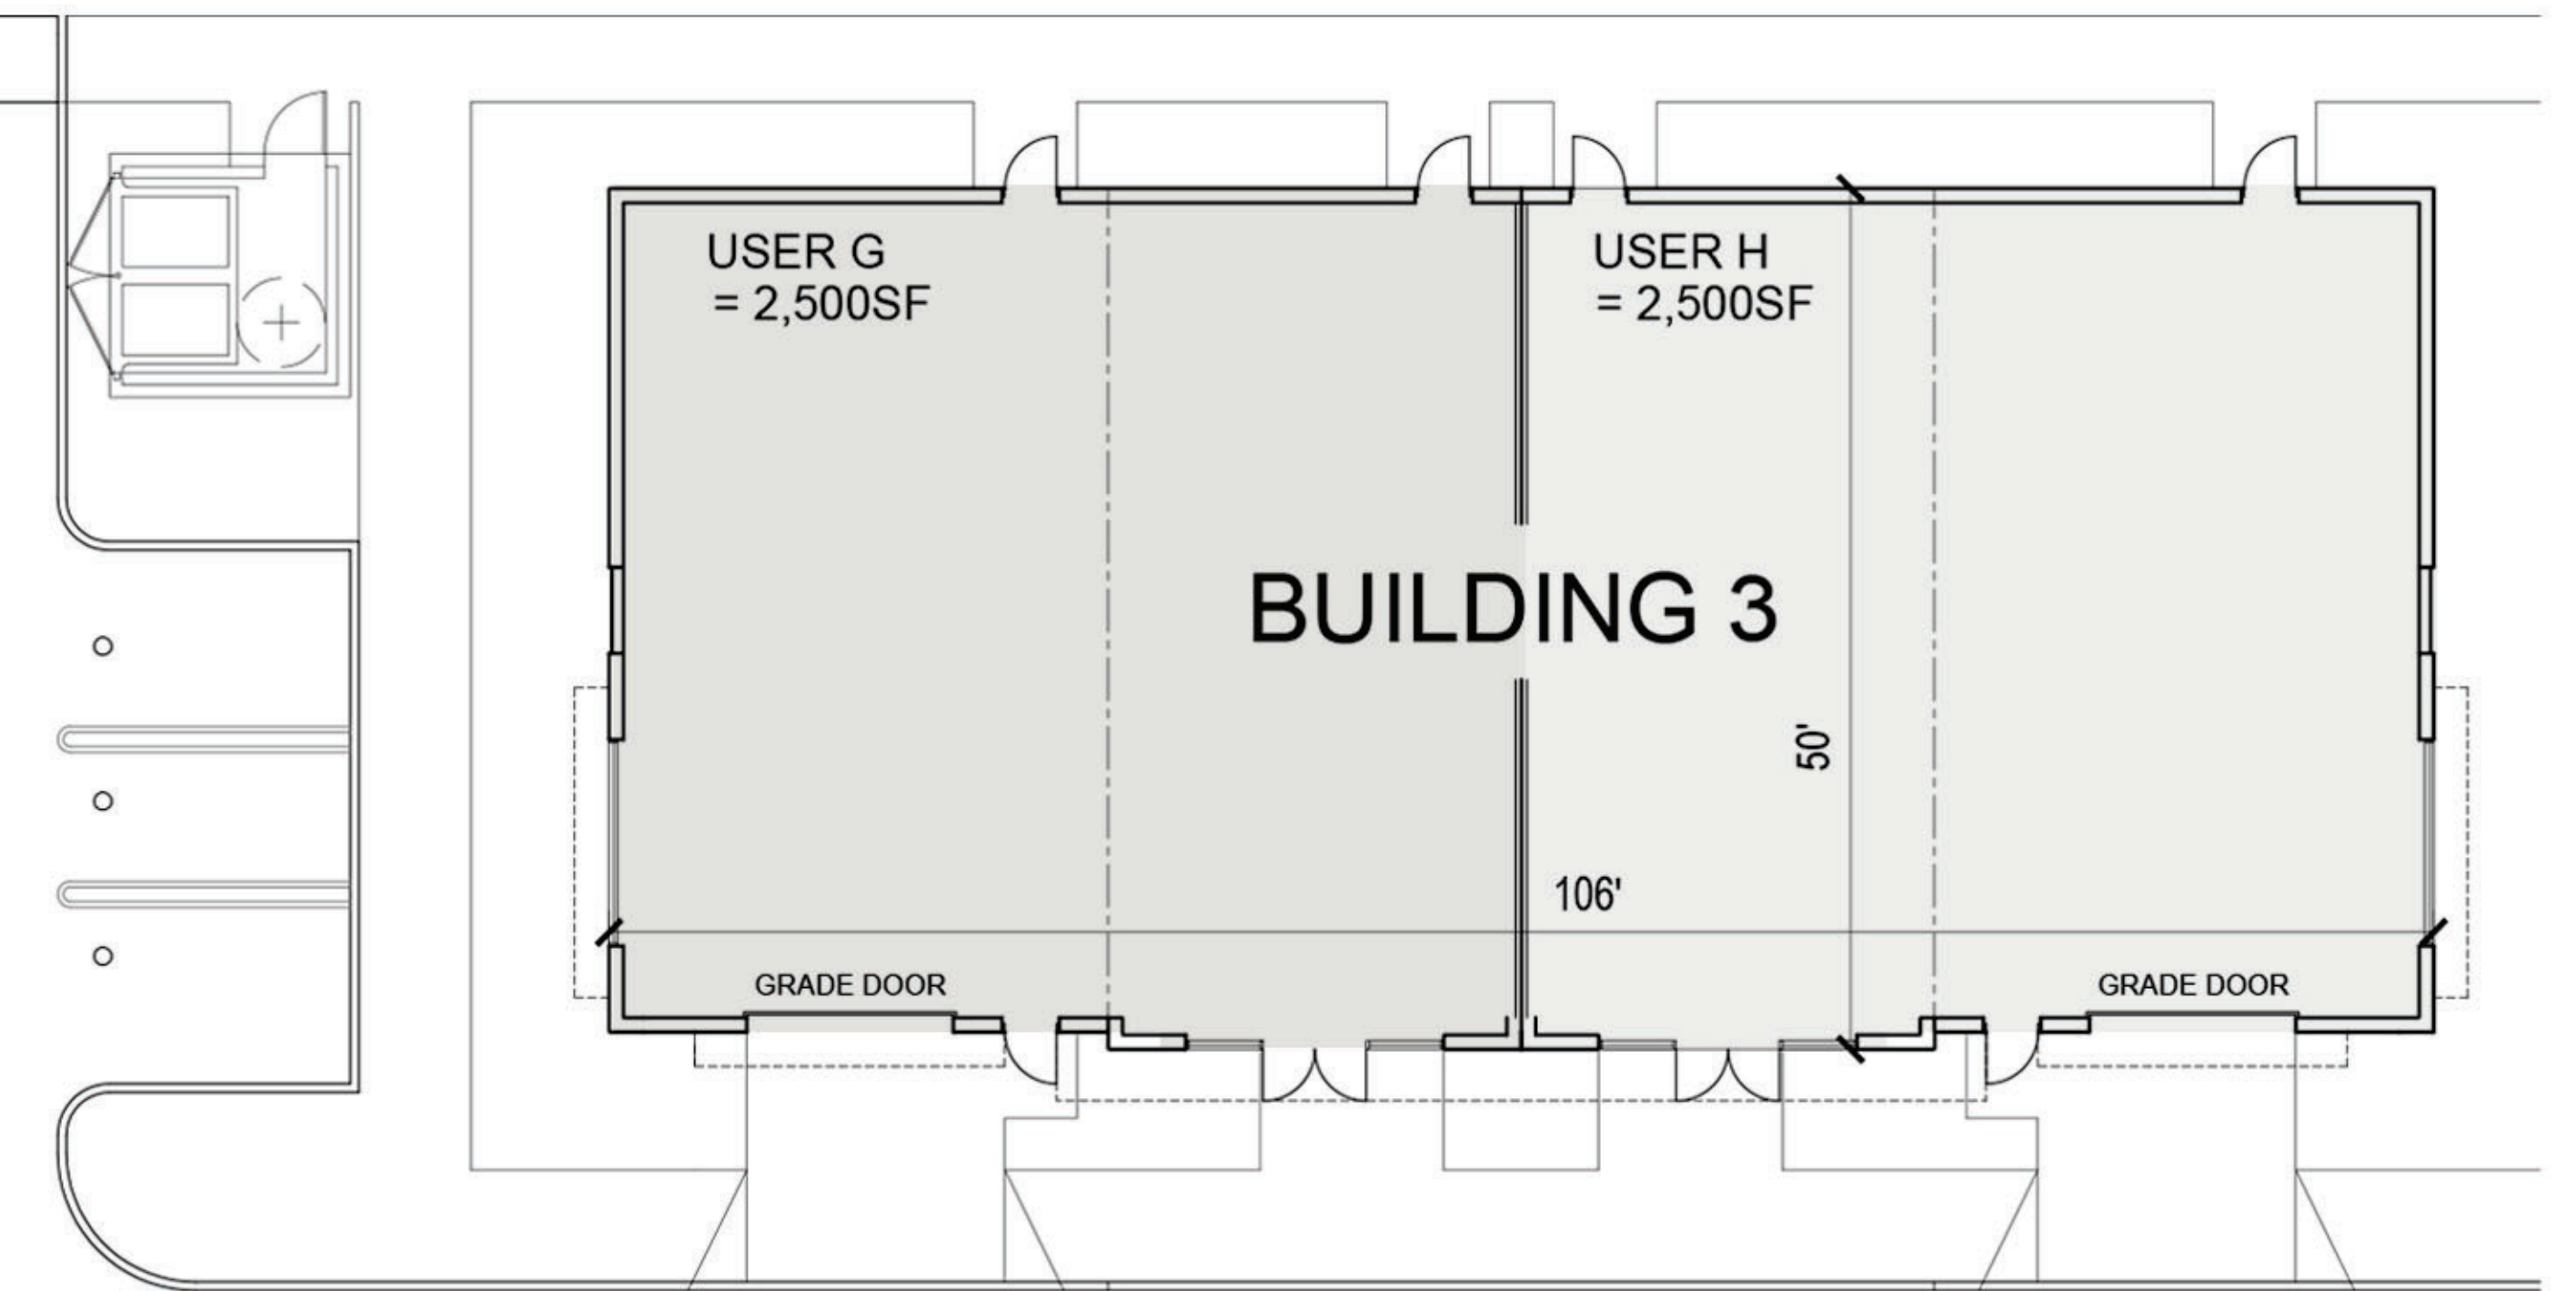 USER G
= 2,500SF
USER H
= 2,500SF
BUILDING 3
50'
106'
GRADE DOOR
GRADE DOOR